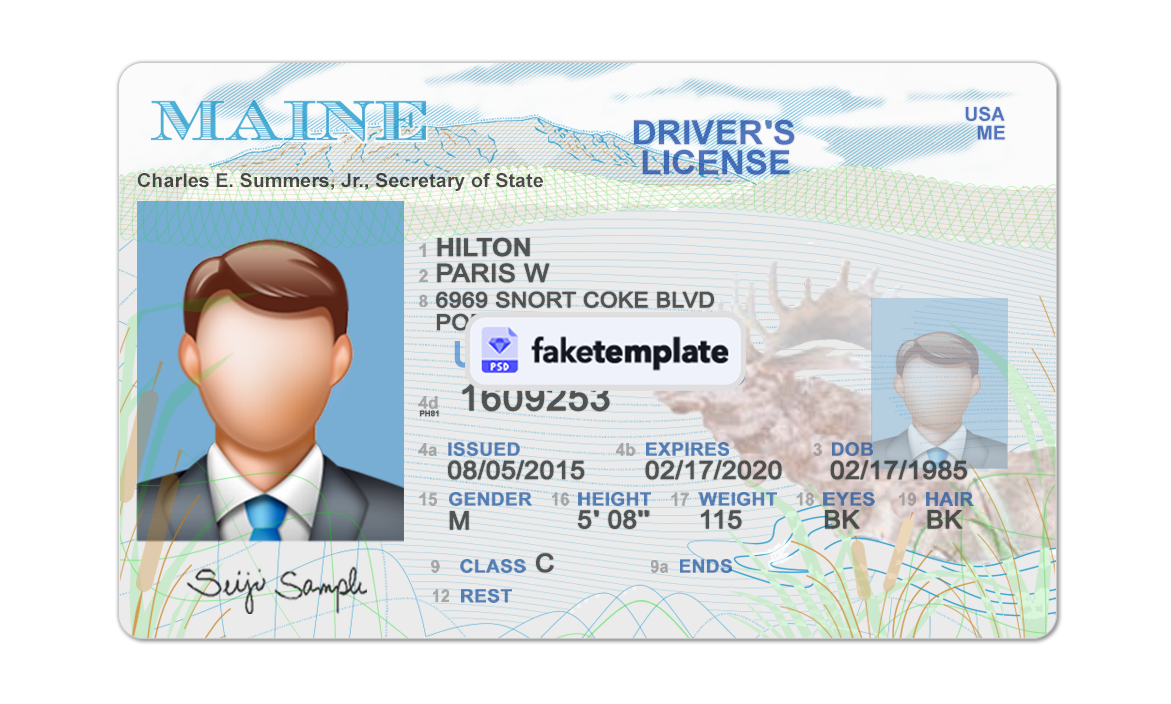 MAINE
DRIVER'S
LICENSE
USA
ME
Charles E. Summers, Jr., Secretary of State
1 HILTON
2 PARIS W
8 6969 SNORT COKE BLVD
PSD faketemplate
4d 1609253
PH81
4a ISSUED 4b EXPIRES 3 DOB
08/05/2015 02/17/2020 02/17/1985
15 GENDER 16 HEIGHT 17 WEIGHT 18 EYES 19 HAIR
M 5' 08" 115 BK BK
9 CLASS C 9a ENDS
12 REST
Seiji Sample